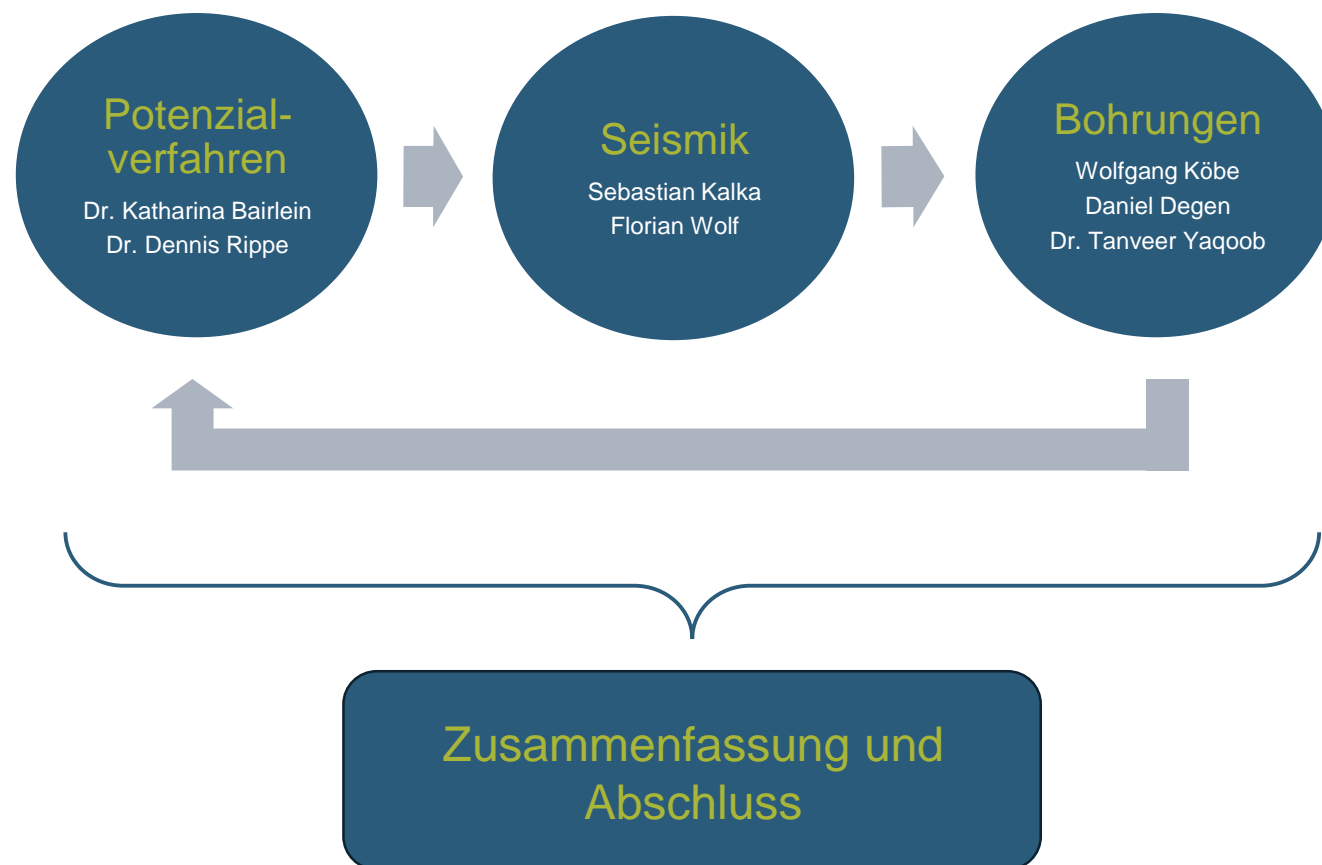 Potenzial-
verfahren
Dr. Katharina Bairlein
Dr. Dennis Rippe
Seismik
Sebastian Kalka
Florian Wolf
Bohrungen
Wolfgang Köbe
Daniel Degen
Dr. Tanveer Yaqoob
Zusammenfassung und
Abschluss